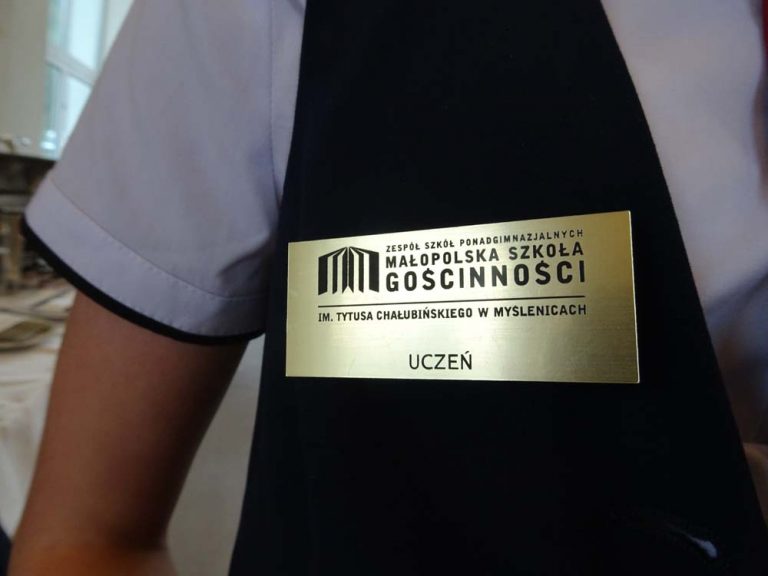 ZESPÓŁ SZKÓŁ PONADGIMNAZJALNYCH
MAŁOPOLSKA SZKOŁA
GOŚCINNOŚCI
IM. TYTUSA CHAŁUBIŃSKIEGO W MYŚLENICACH
UCZEŃ